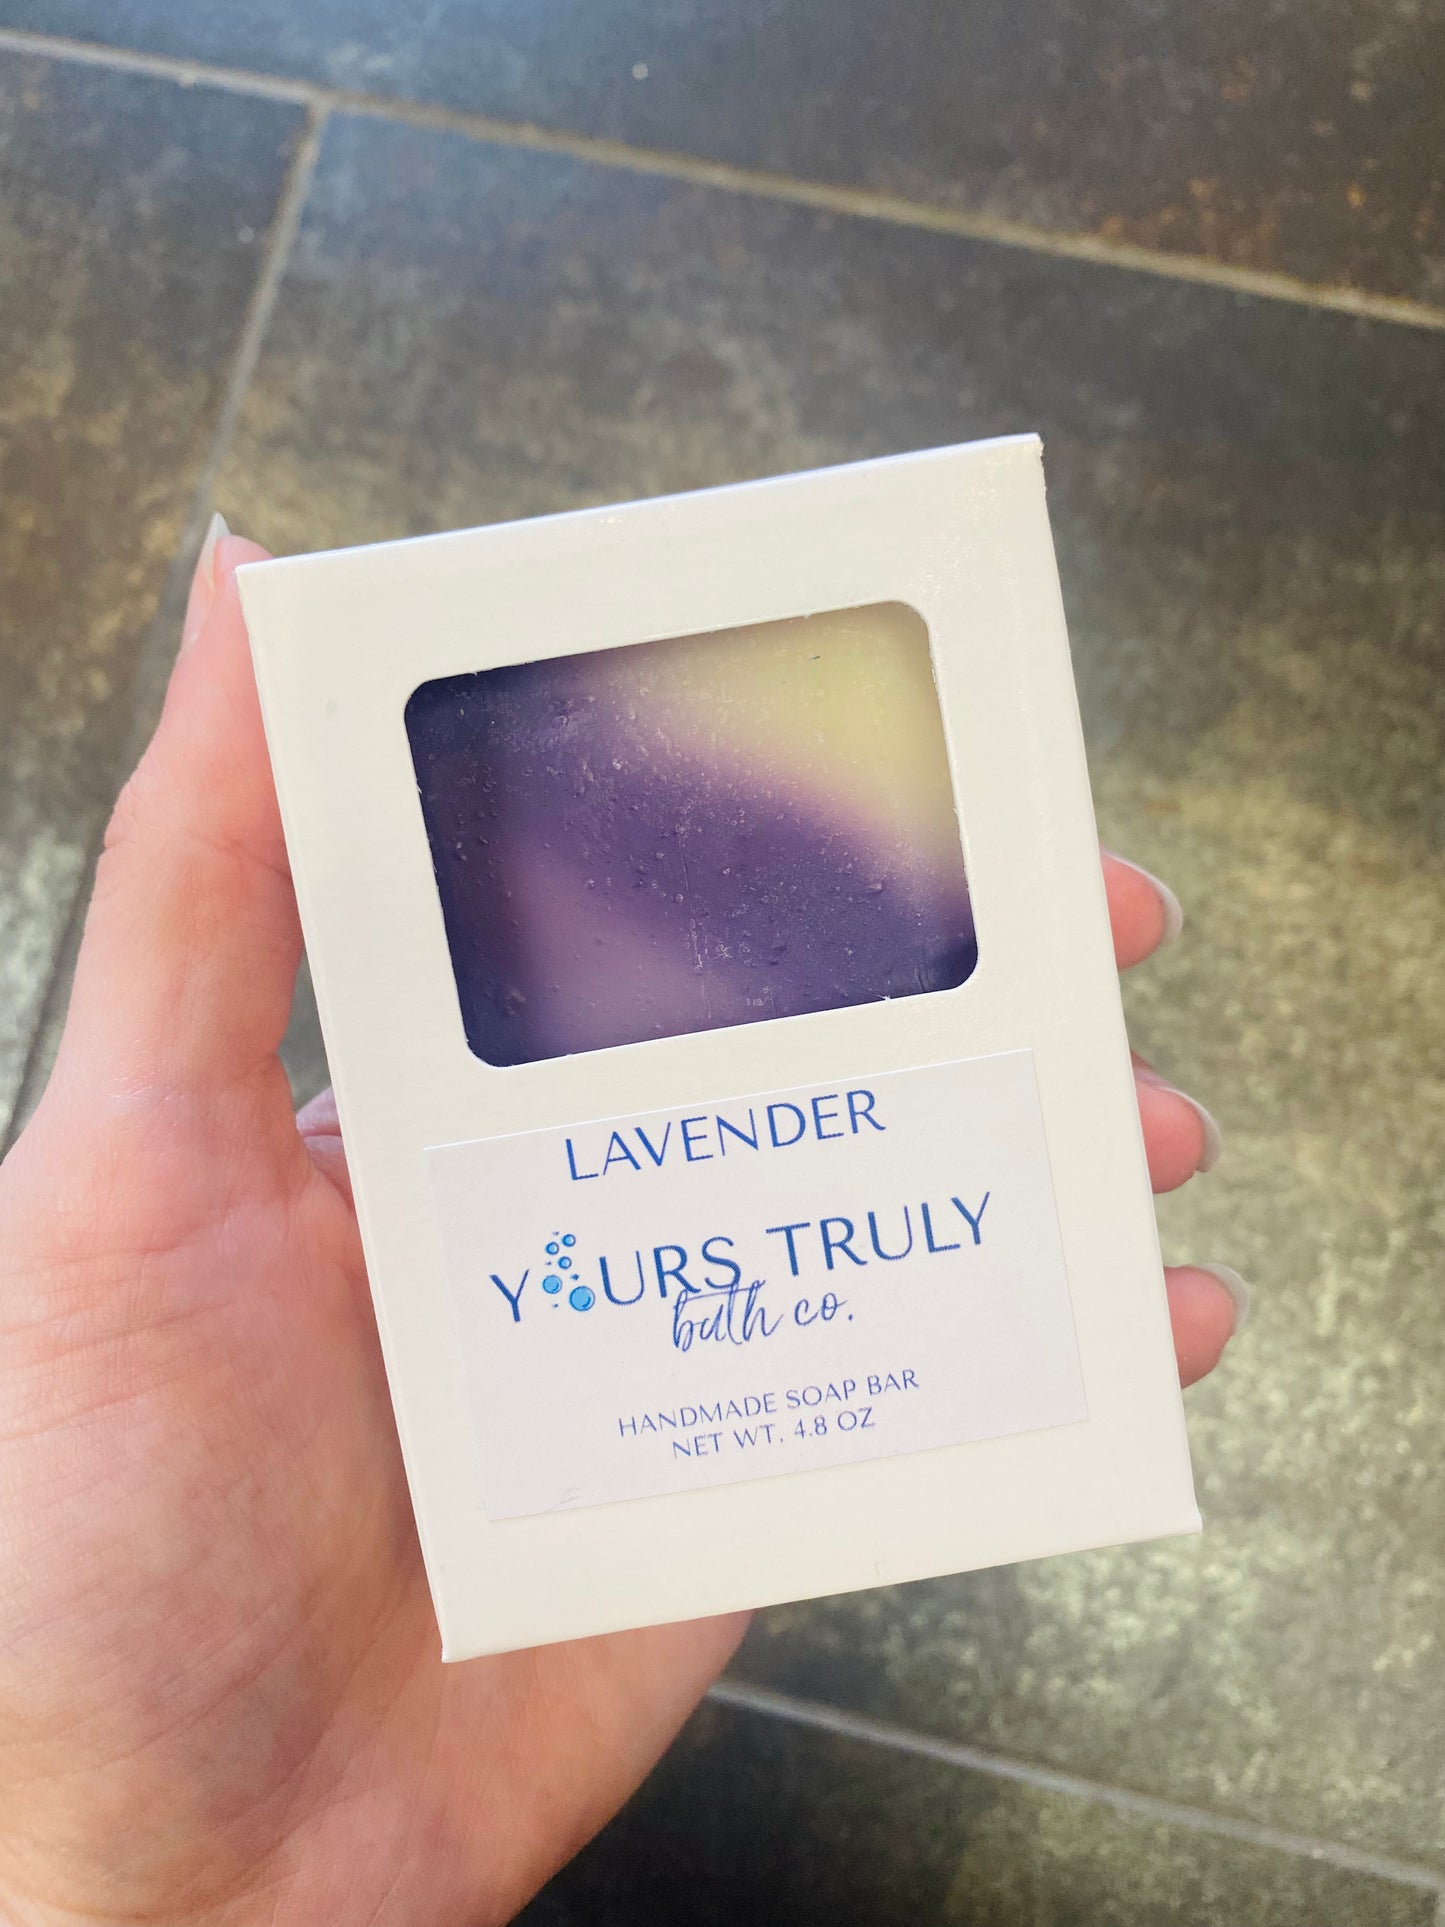 LAVENDER
YOURS TRULY
bath co.
HANDMADE SOAP BAR
NET WT. 4.8 OZ